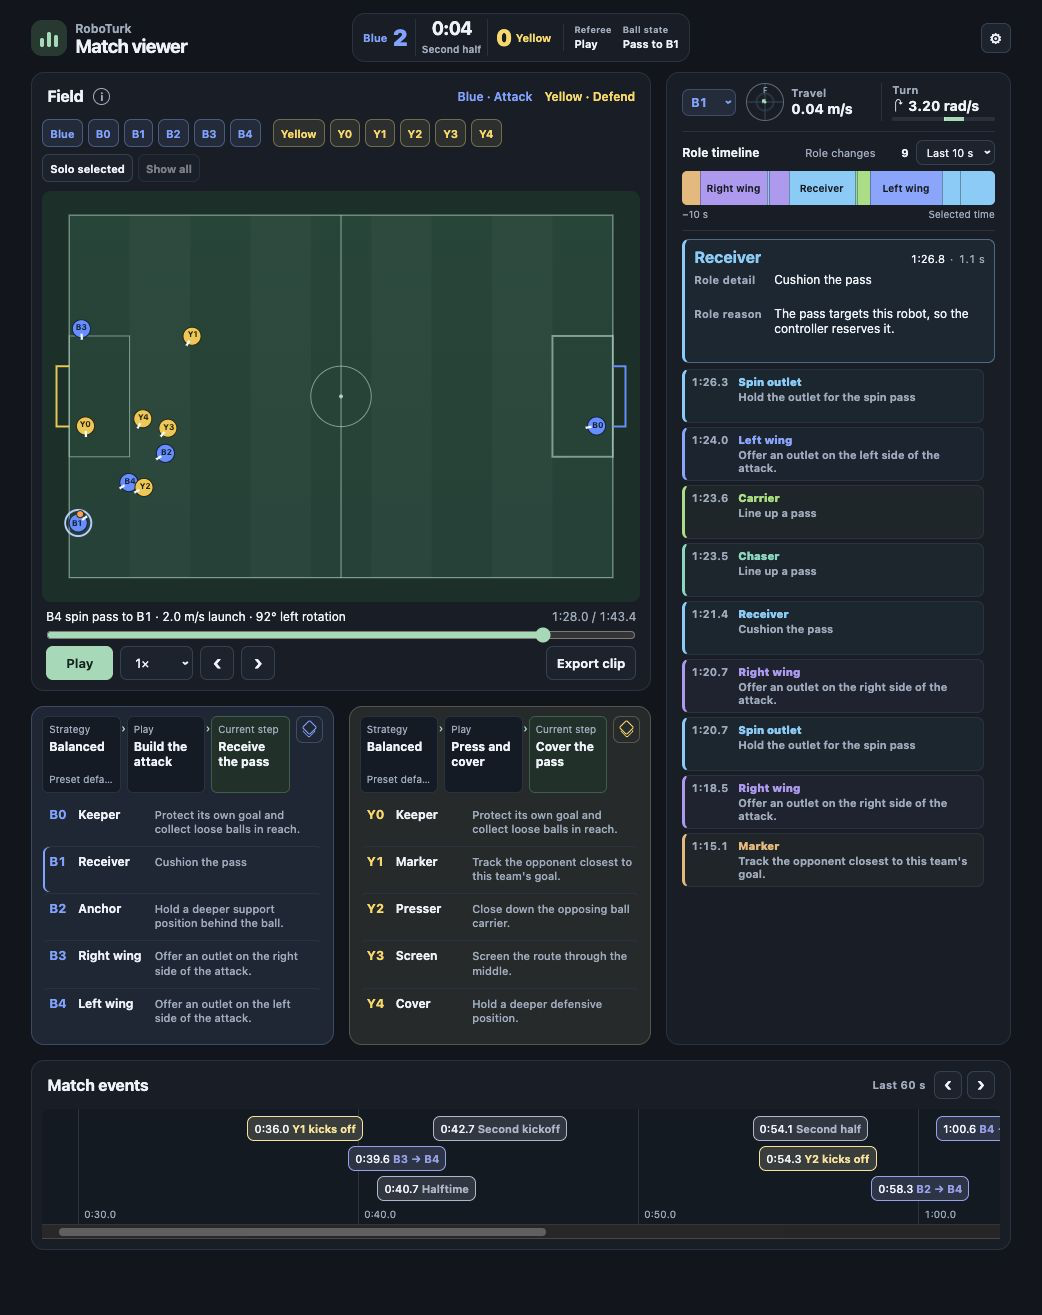 RoboTurk
Match viewer
Blue 2
0:04
Second half
0 Yellow
Referee
Play
Ball state
Pass to B1
Field
Blue · Attack Yellow · Defend
Blue B0 B1 B2 B3 B4 Yellow Y0 Y1 Y2 Y3 Y4
Solo selected Show all
B3
Y1
Y0
Y4
Y3
B2
B0
B4
Y2
B1
B4 spin pass to B1 · 2.0 m/s launch · 92° left rotation
1:28.0 / 1:43.4
Play 1× Export clip
B1
F
Travel
0.04 m/s
Turn
3.20 rad/s
Role timeline Role changes 9 Last 10 s
Right wing Receiver Left wing
−10 s Selected time
Receiver 1:26.8 · 1.1 s
Role detail Cushion the pass
Role reason The pass targets this robot, so the
controller reserves it.
1:26.3 Spin outlet
Hold the outlet for the spin pass
1:24.0 Left wing
Offer an outlet on the left side of the
attack.
1:23.6 Carrier
Line up a pass
1:23.5 Chaser
Line up a pass
1:21.4 Receiver
Cushion the pass
1:20.7 Right wing
Offer an outlet on the right side of the
attack.
1:20.7 Spin outlet
Hold the outlet for the spin pass
1:18.5 Right wing
Offer an outlet on the right side of the
attack.
1:15.1 Marker
Track the opponent closest to this team's
goal.
Strategy
Balanced
Preset defa...
Play
Build the
attack
Current step
Receive
the pass
B0 Keeper Protect its own goal and
collect loose balls in reach.
B1 Receiver Cushion the pass
B2 Anchor Hold a deeper support
position behind the ball.
B3 Right wing Offer an outlet on the right
side of the attack.
B4 Left wing Offer an outlet on the left
side of the attack.
Strategy
Balanced
Preset defa...
Play
Press and
cover
Current step
Cover the
pass
Y0 Keeper Protect its own goal and
collect loose balls in reach.
Y1 Marker Track the opponent closest to
this team's goal.
Y2 Presser Close down the opposing ball
carrier.
Y3 Screen Screen the route through the
middle.
Y4 Cover Hold a deeper defensive
position.
Match events Last 60 s
0:36.0 Y1 kicks off
0:42.7 Second kickoff
0:54.1 Second half
1:00.6 B4
0:39.6 B3 → B4
0:54.3 Y2 kicks off
0:40.7 Halftime
0:58.3 B2 → B4
0:30.0 0:40.0 0:50.0 1:00.0